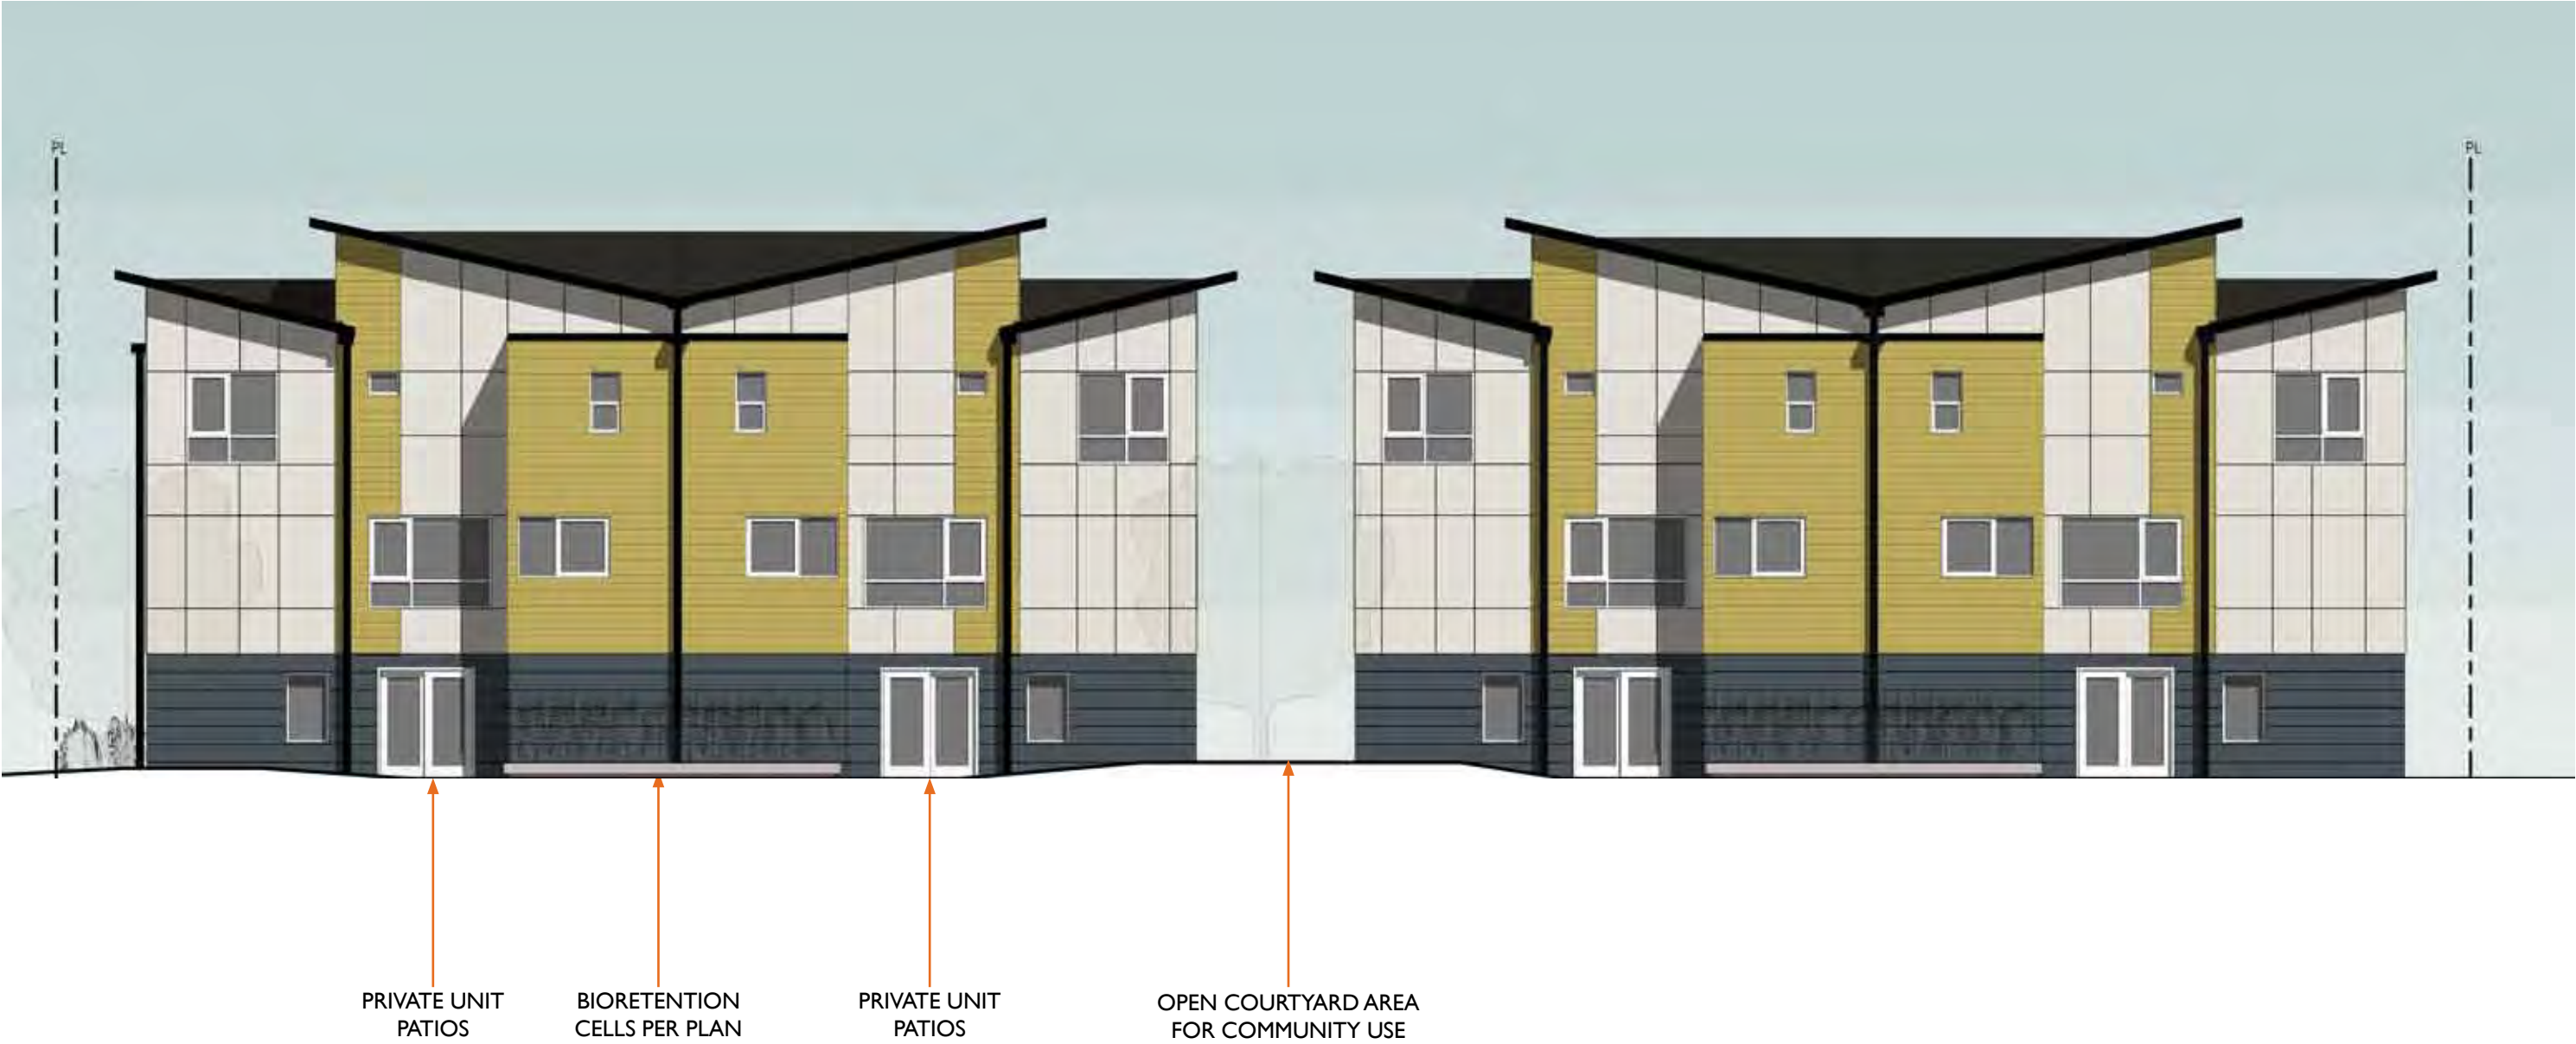 PL
PL
PRIVATE UNIT
PATIOS
BIORETENTION
CELLS PER PLAN
PRIVATE UNIT
PATIOS
OPEN COURTYARD AREA
FOR COMMUNITY USE